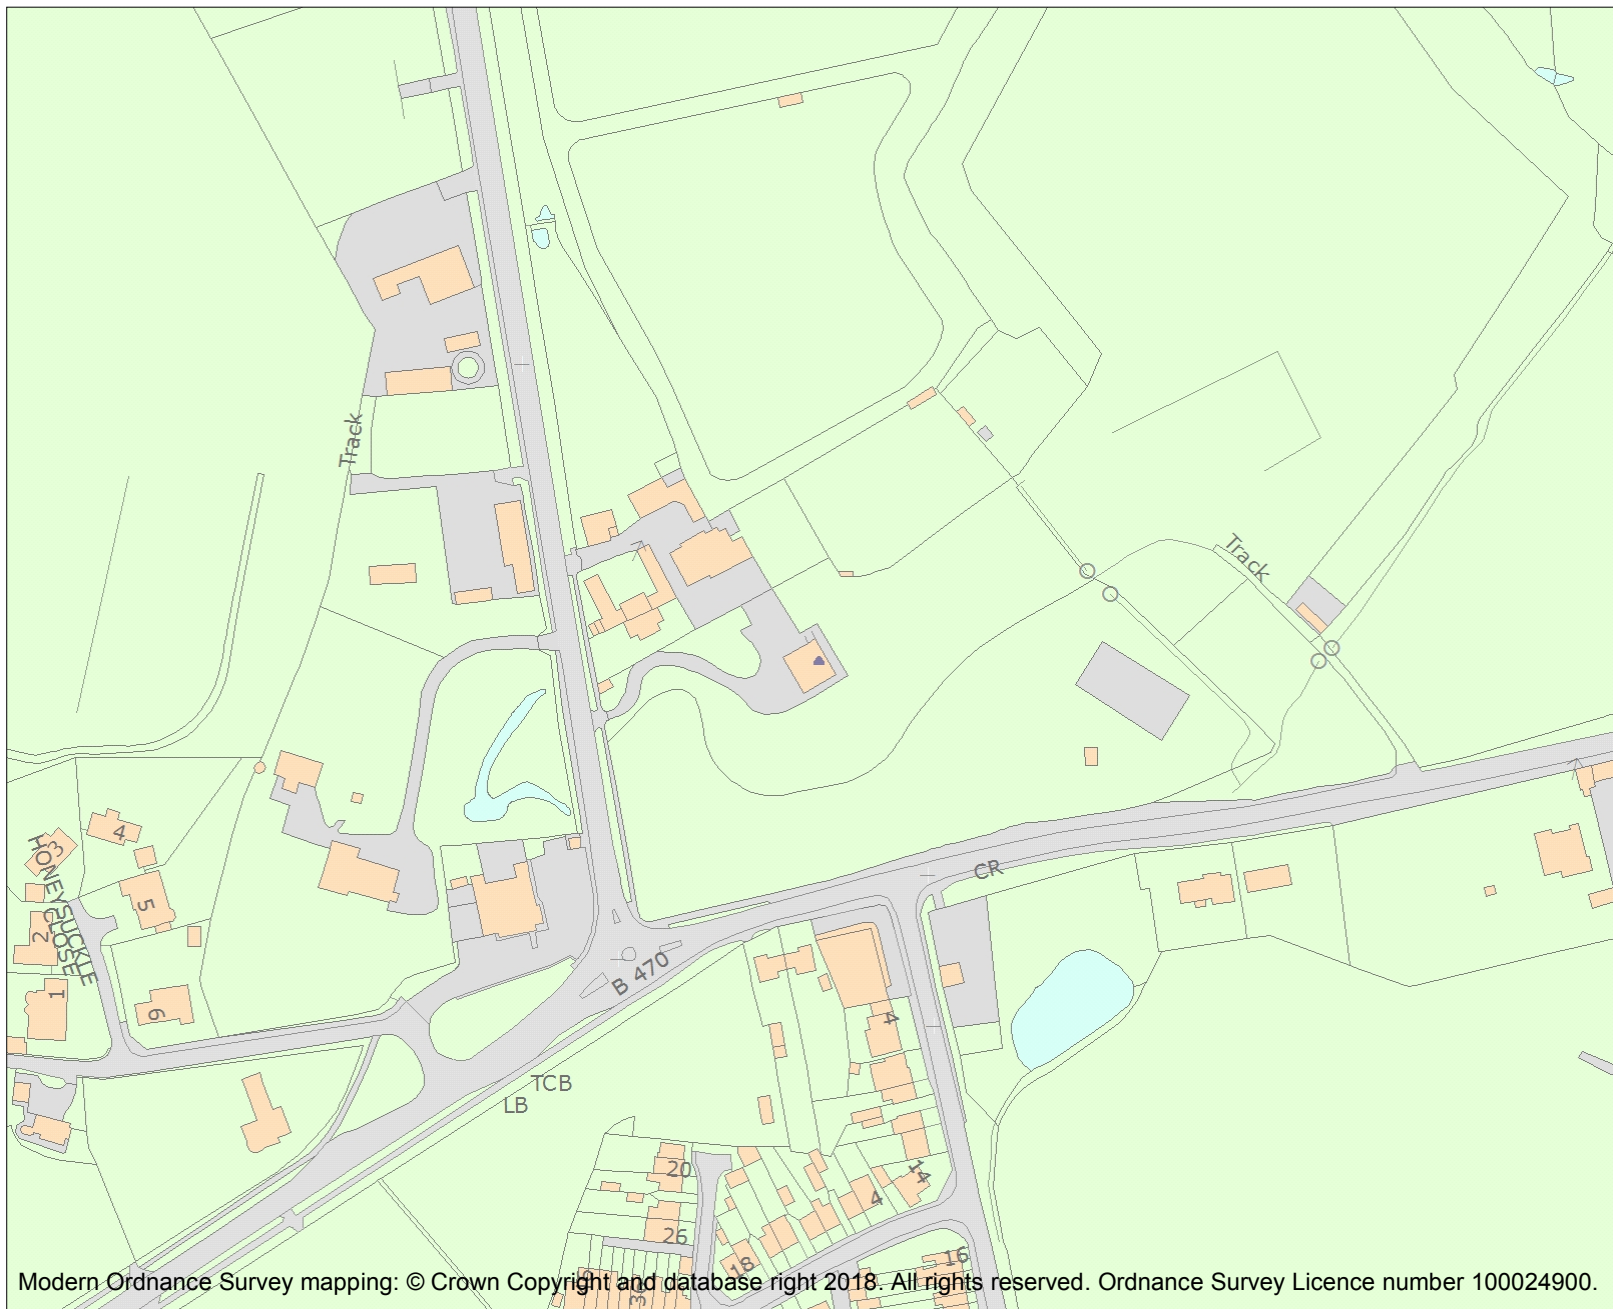 Track
Track
HONEYSUCKLE
CLOSE
3
4
5
2
1
6
CR
B 470
4
TCB
LB
20
14
4
26
18
16
Modern Ordnance Survey mapping: © Crown Copyright and database right 2018. All rights reserved. Ordnance Survey Licence number 100024900.